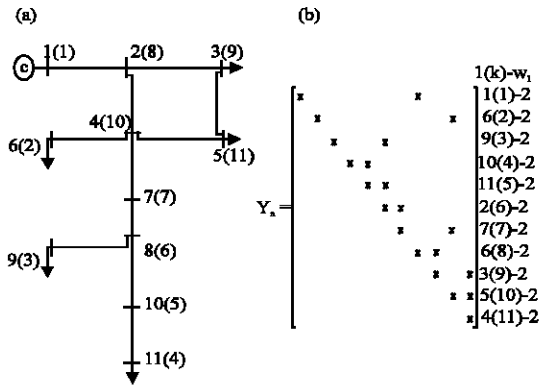 (a)
1(1) 2(8) 3(9)
c
4(10)
6(2) 5(11)
7(7)
9(3) 8(6)
10(5)
11(4)
(b)
1(k)-w₁
1(1)-2
6(2)-2
9(3)-2
10(4)-2
11(5)-2
2(6)-2
Yₙ =
7(7)-2
6(8)-2
3(9)-2
5(10)-2
4(11)-2